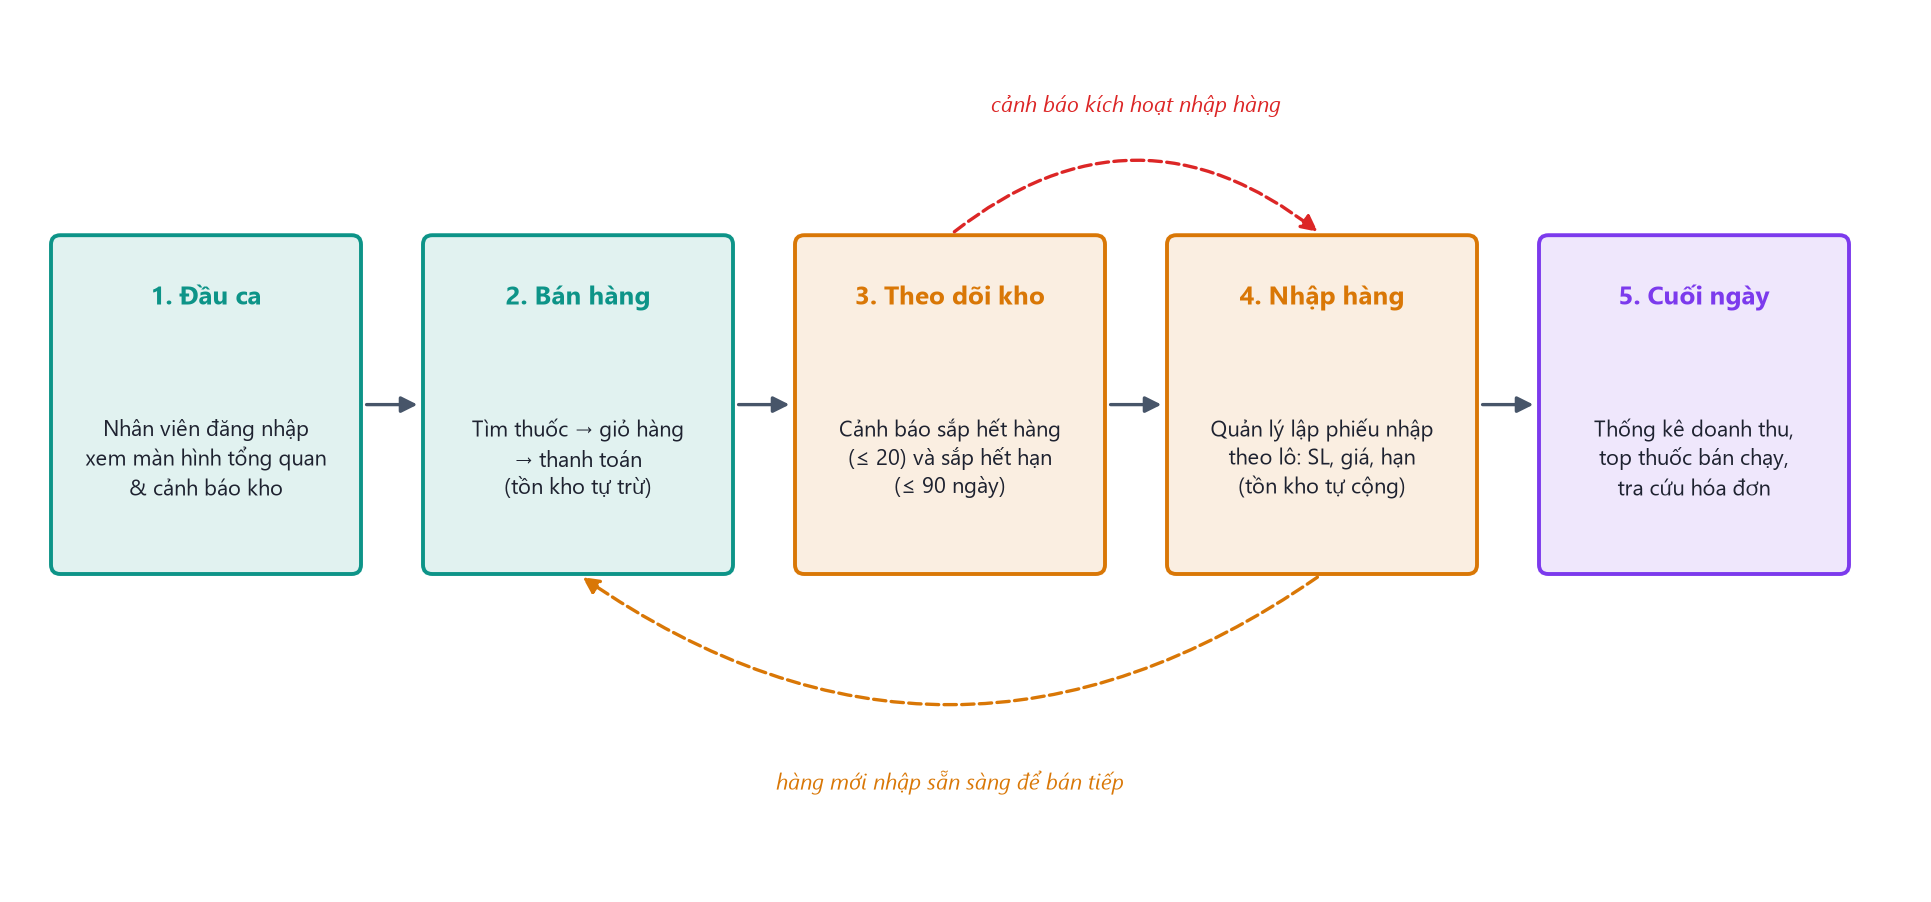 cảnh báo kích hoạt nhập hàng
1. Đầu ca
Nhân viên đăng nhập
xem màn hình tổng quan
& cảnh báo kho
2. Bán hàng
Tìm thuốc → giỏ hàng
→ thanh toán
(tồn kho tự trừ)
3. Theo dõi kho
Cảnh báo sắp hết hàng
(≤ 20) và sắp hết hạn
(≤ 90 ngày)
4. Nhập hàng
Quản lý lập phiếu nhập
theo lô: SL, giá, hạn
(tồn kho tự cộng)
5. Cuối ngày
Thống kê doanh thu,
top thuốc bán chạy,
tra cứu hóa đơn
hàng mới nhập sẵn sàng để bán tiếp